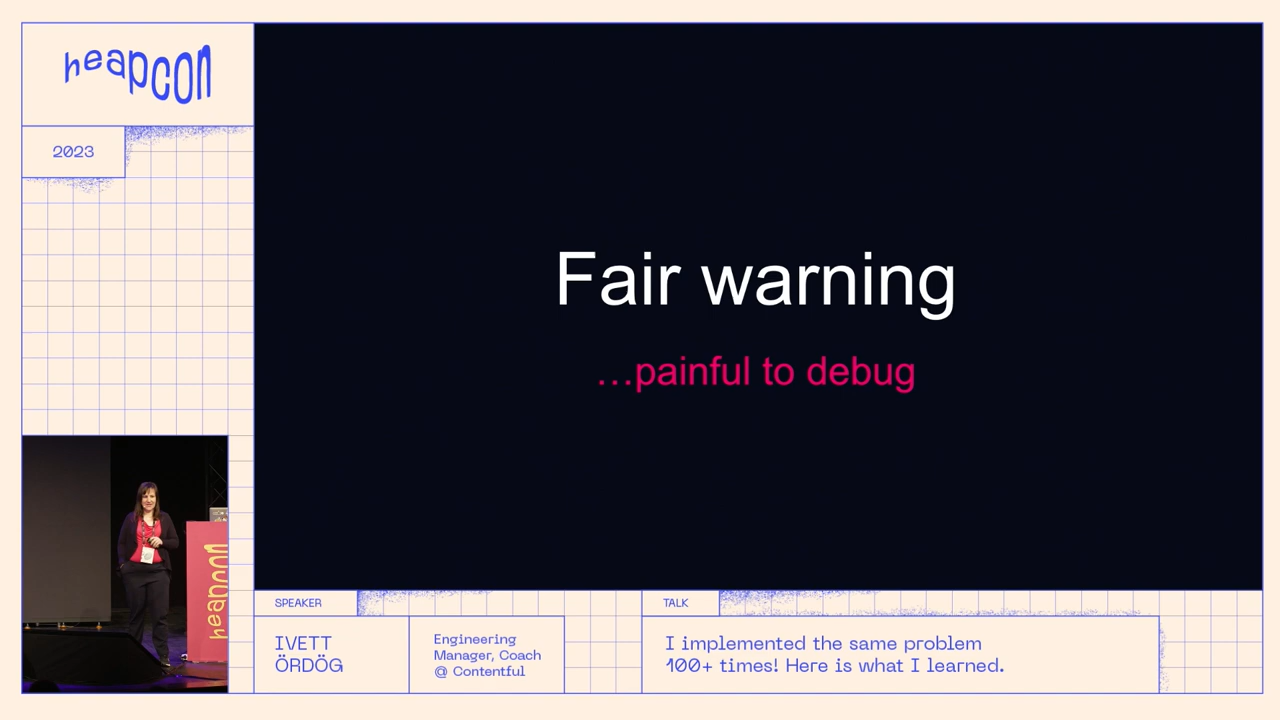 heapcon
2023
Fair warning
...painful to debug
heapcon
SPEAKER
IVETT
ÖRDÖG
Engineering
Manager, Coach
@ Contentful
TALK
I implemented the same problem
100+ times! Here is what I learned.